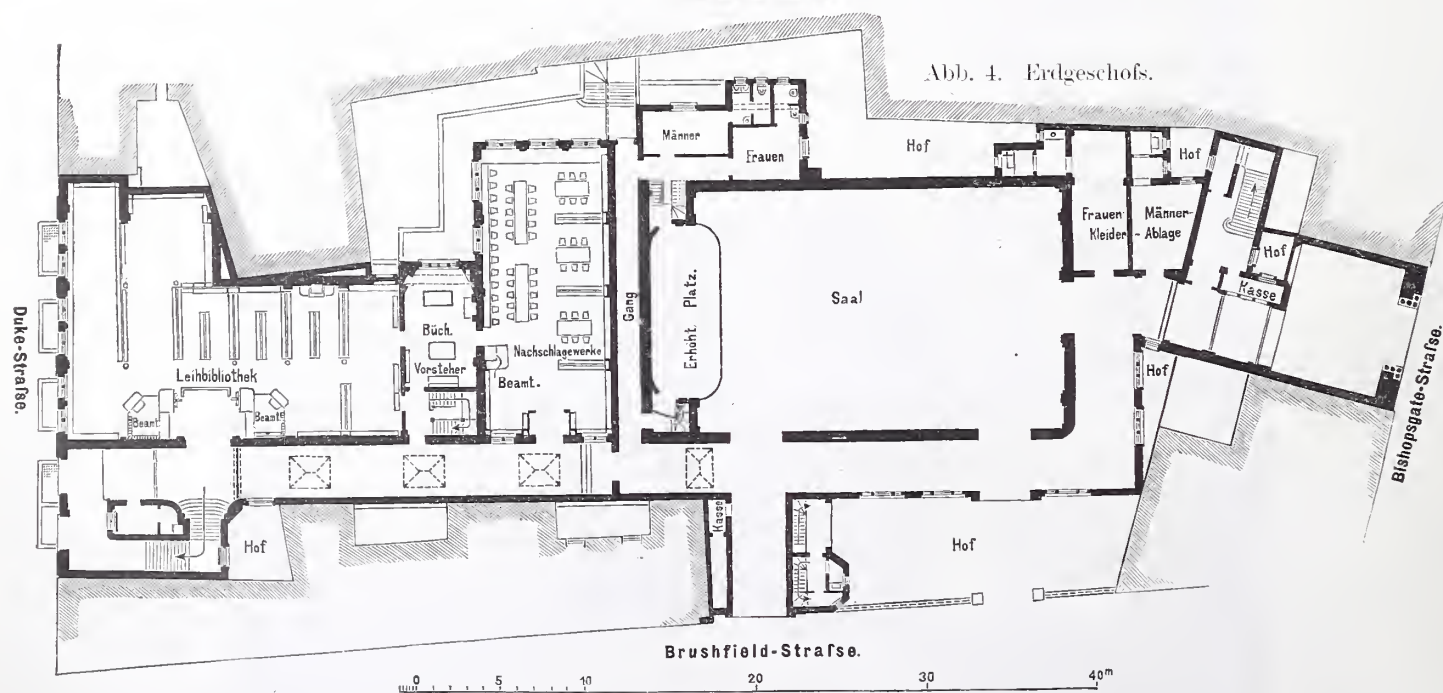 Abb. 4. Erdgeschoſs.
Männer
Frauen
Hof
Hof
Frauen-
Kleider
Männer-
-Ablage
Hof
Kasse
Duke-Straſse.
Leihbibliothek
Beamt.
Beamt.
Büch.
Vorsteher
Nachschlagewerke
Beamt.
Gang
Erhöht. Platz.
Saal
Hof
Bishopsgate-Straſse.
Hof
Kasse
Hof
Brushfield-Straſse.
0 5 10 20 30 40m